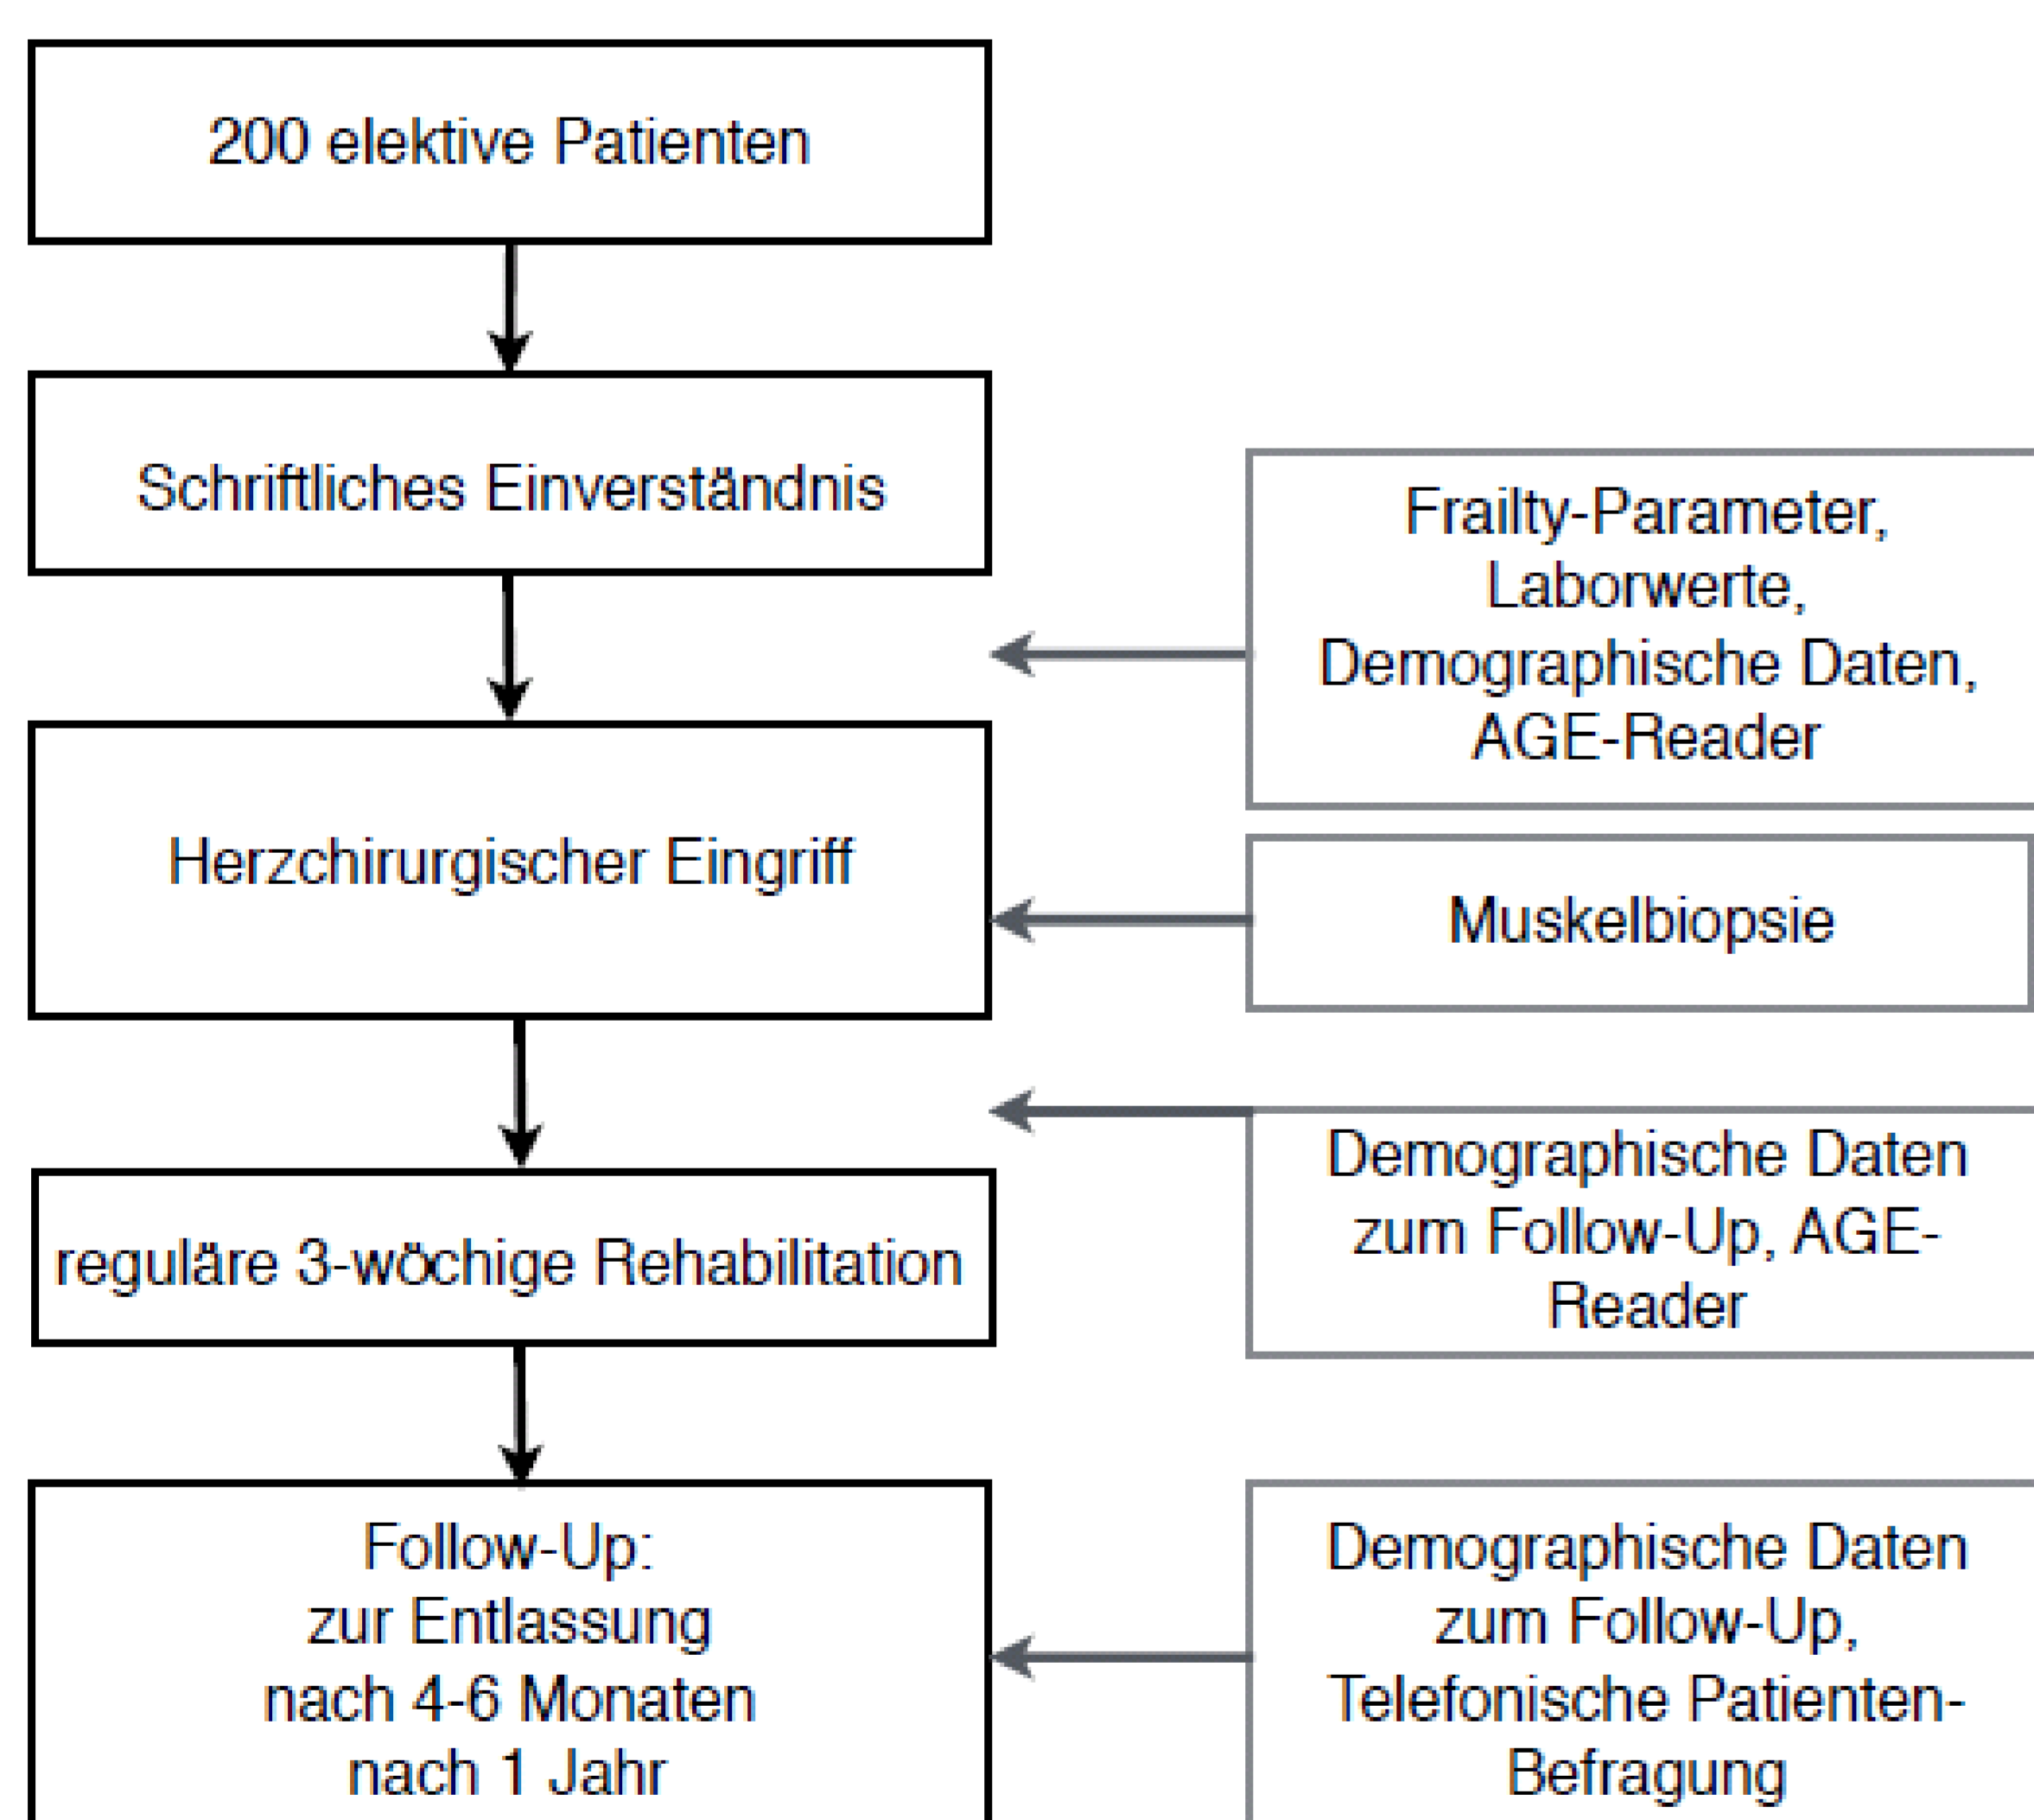 200 elektive Patienten
Schriftliches Einverständnis
Frailty-Parameter,
Laborwerte,
Demographische Daten,
AGE-Reader
Herzchirurgischer Eingriff
Muskelbiopsie
Demographische Daten
zum Follow-Up, AGE-
Reader
reguläre 3-wöchige Rehabilitation
Follow-Up:
zur Entlassung
nach 4-6 Monaten
nach 1 Jahr
Demographische Daten
zum Follow-Up,
Telefonische Patienten-
Befragung